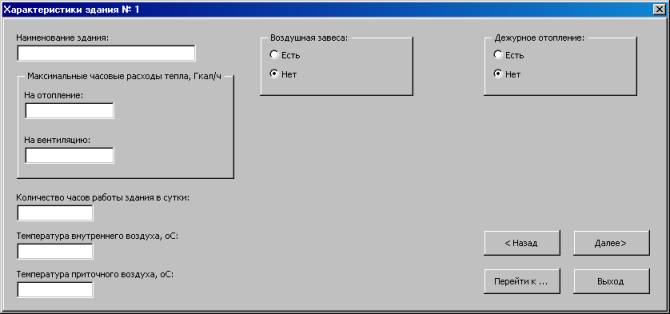 Характеристики здания № 1
Наименование здания:
Воздушная завеса:
Есть
Нет
Дежурное отопление:
Есть
Нет
Максимальные часовые расходы тепла, Гкал/ч
На отопление:
На вентиляцию:
Количество часов работы здания в сутки:
Температура внутреннего воздуха, оС:
Температура приточного воздуха, оС:
< Назад
Далее>
Перейти к ...
Выход